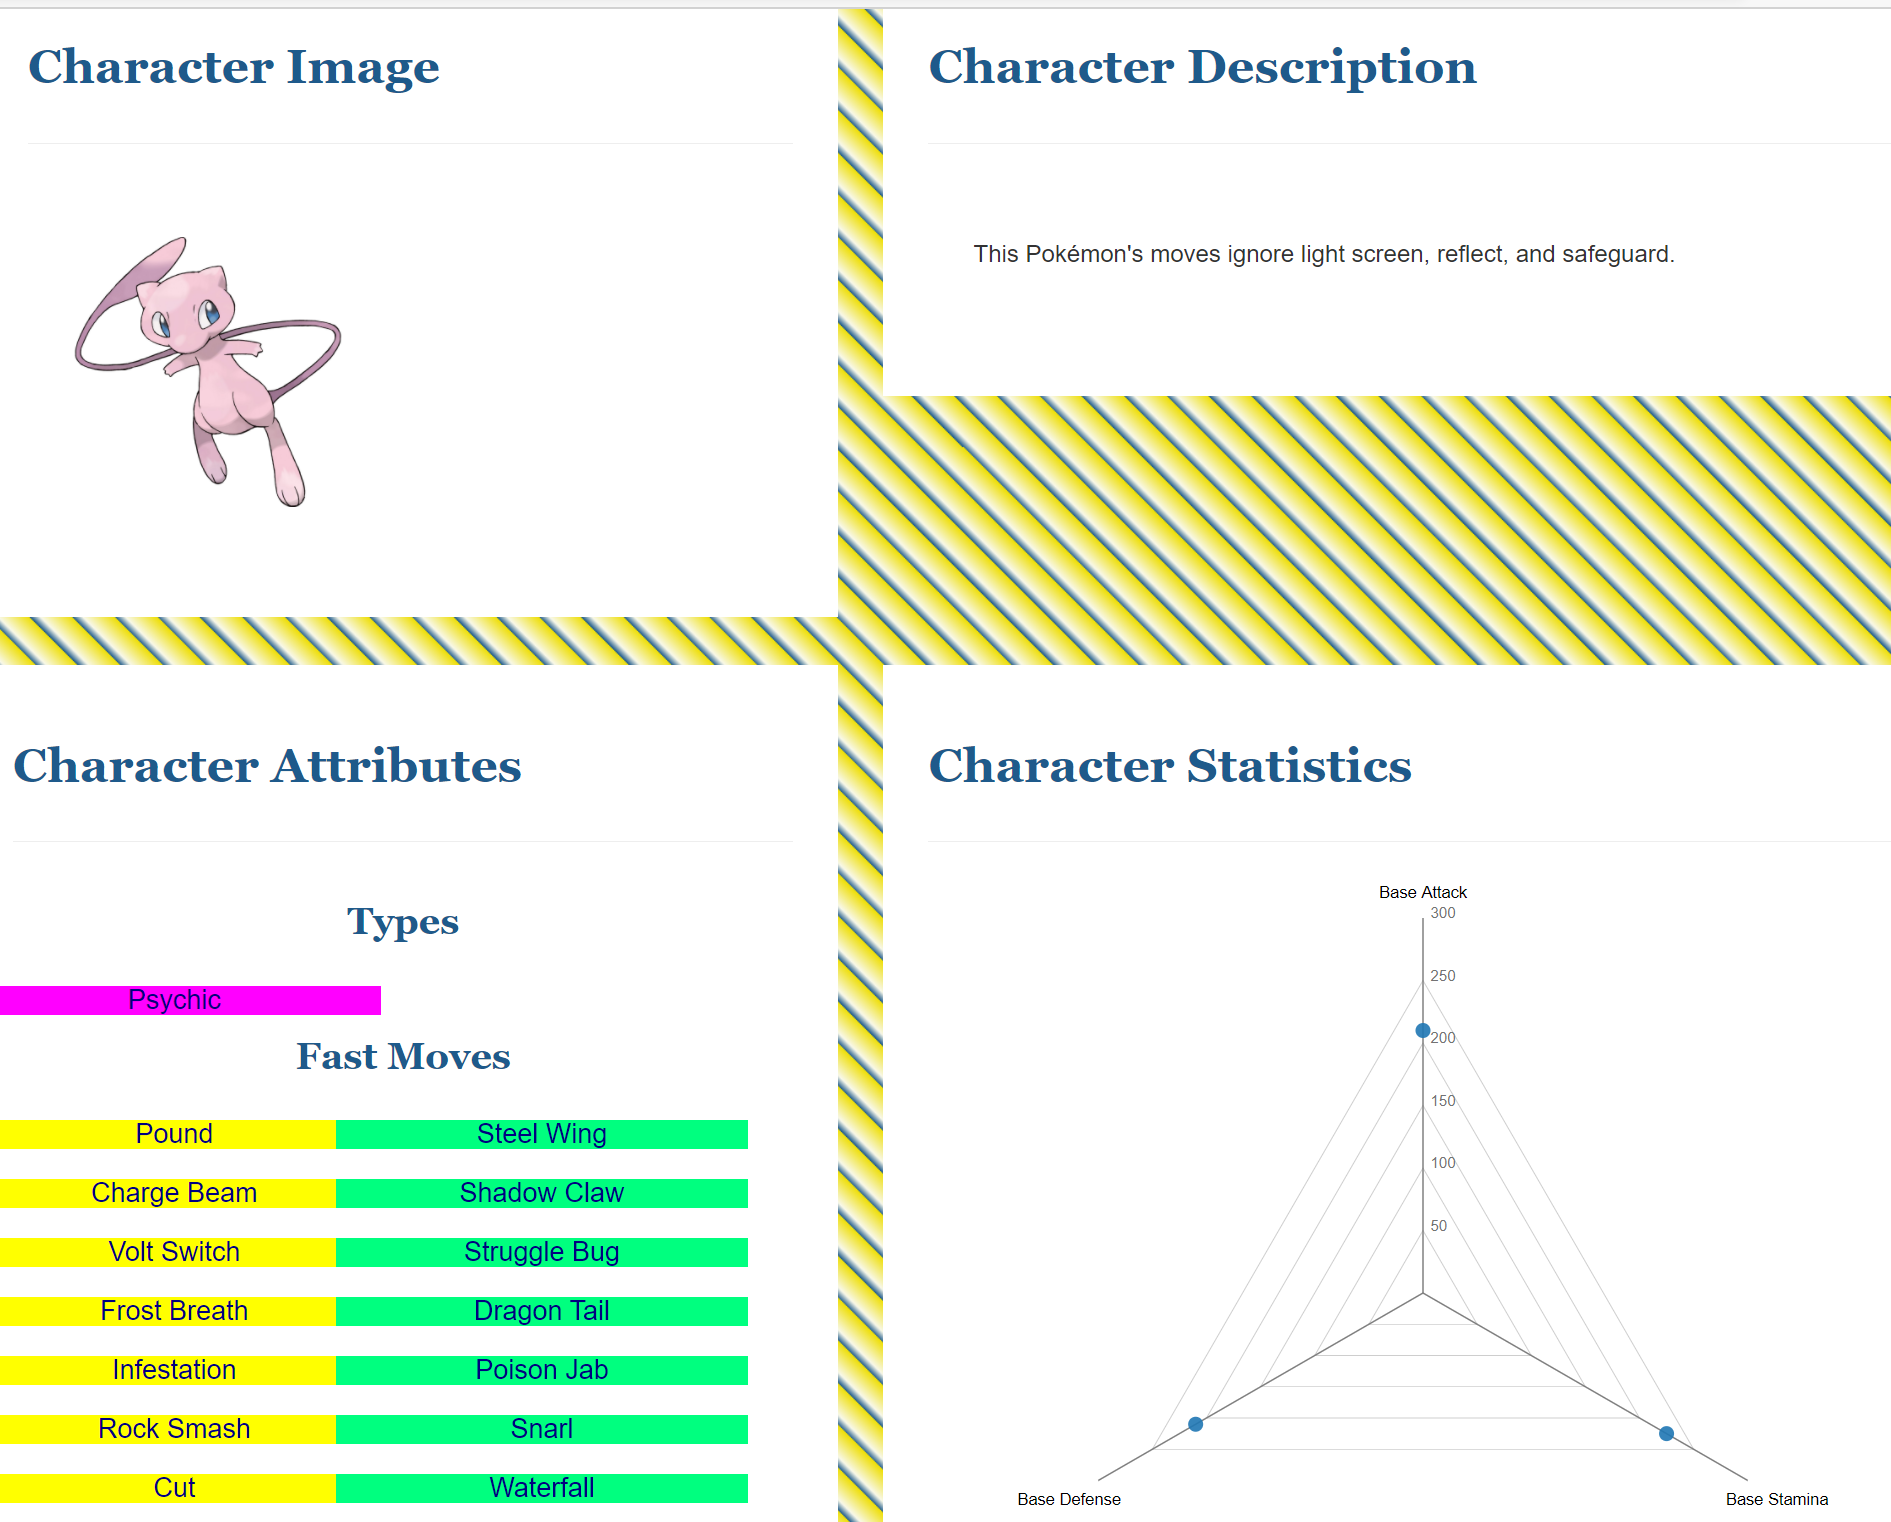 Character Image
Character Description
This Pokémon's moves ignore light screen, reflect, and safeguard.
Character Attributes
Types
Psychic
Fast Moves
Pound Steel Wing
Charge Beam Shadow Claw
Volt Switch Struggle Bug
Frost Breath Dragon Tail
Infestation Poison Jab
Rock Smash Snarl
Cut Waterfall
Character Statistics
Base Attack
300
250
200
150
100
50
Base Defense
Base Stamina